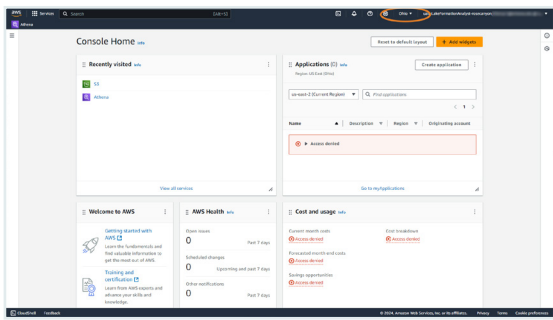 aws
Services
Search
[Alt+S]
Ohio
Athena
Console Home Info
Reset to default layout
+ Add widgets
Recently visited Info
S3
Athena
View all services
Applications (0) Info
Region: US East (Ohio)
Create application
us-east-2 (Current Region)
Find applications
1
Name
Description
Region
Originating account
Access denied
Go to myApplications
Welcome to AWS
Getting started with AWS
Learn the fundamentals and
find valuable information to
get the most out of AWS.
Training and
certification
Learn from AWS experts and
advance your skills and
knowledge.
AWS Health Info
Open issues
0
Past 7 days
Scheduled changes
0
Upcoming and past 7 days
Other notifications
0
Past 7 days
Cost and usage Info
Current month costs
Access denied
Cost breakdown
Access denied
Forecasted month end costs
Access denied
Savings opportunities
Access denied
CloudShell
Feedback
© 2024, Amazon Web Services, Inc. or its affiliates.
Privacy
Terms
Cookie preferences